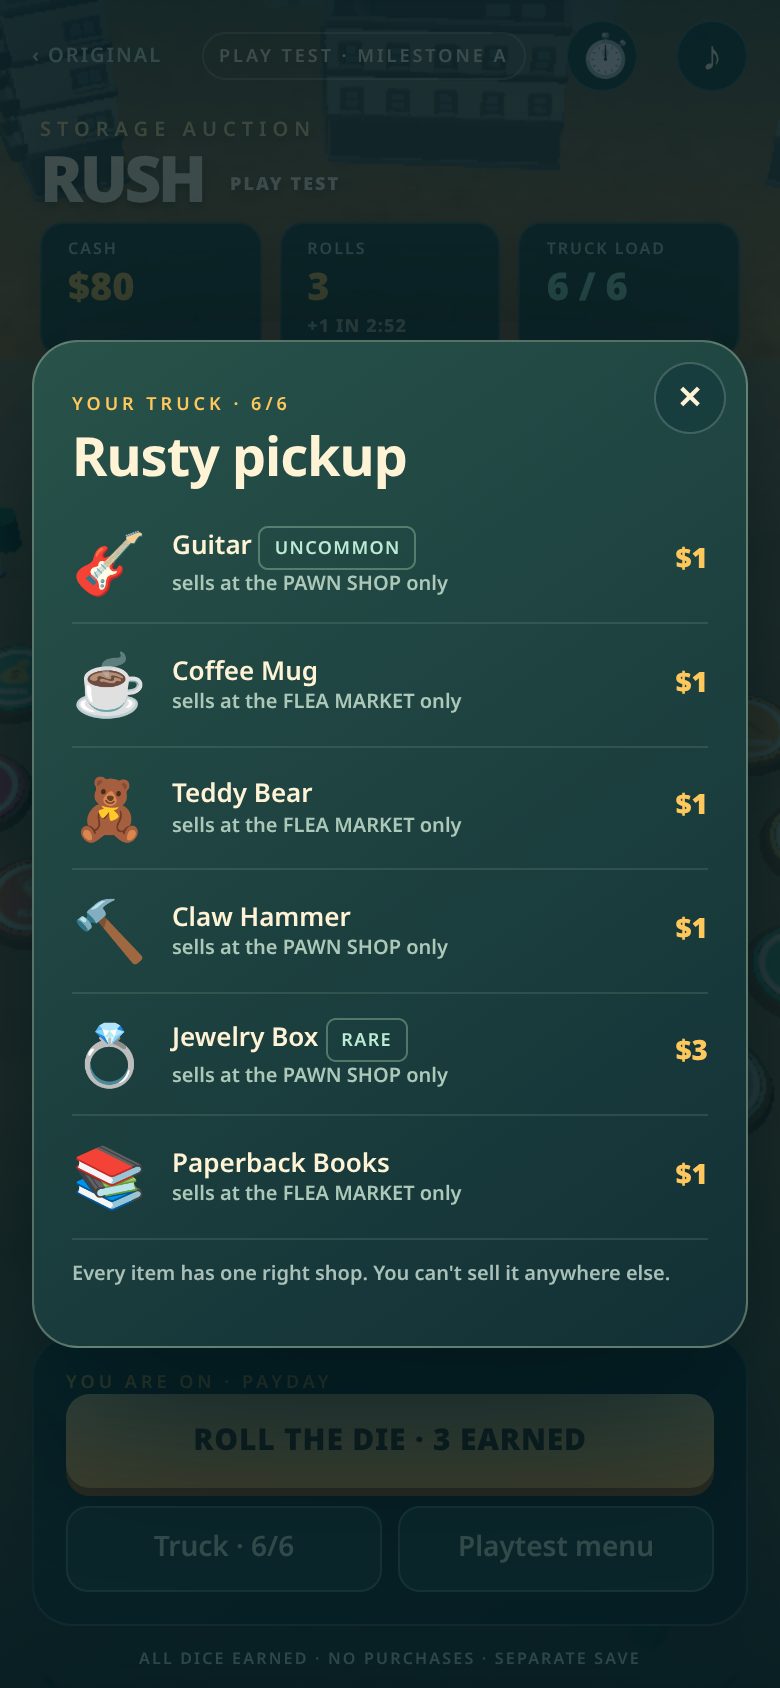 ‹ ORIGINAL
PLAY TEST · MILESTONE A
♪
STORAGE AUCTION
RUSH PLAY TEST
CASH
$80
ROLLS
3
+1 IN 2:52
TRUCK LOAD
6 / 6
YOUR TRUCK · 6/6
✕
Rusty pickup
Guitar UNCOMMON
sells at the PAWN SHOP only
$1
Coffee Mug
sells at the FLEA MARKET only
$1
Teddy Bear
sells at the FLEA MARKET only
$1
Claw Hammer
sells at the PAWN SHOP only
$1
Jewelry Box RARE
sells at the PAWN SHOP only
$3
Paperback Books
sells at the FLEA MARKET only
$1
Every item has one right shop. You can't sell it anywhere else.
YOU ARE ON · PAYDAY
ROLL THE DIE · 3 EARNED
Truck · 6/6
Playtest menu
ALL DICE EARNED · NO PURCHASES · SEPARATE SAVE